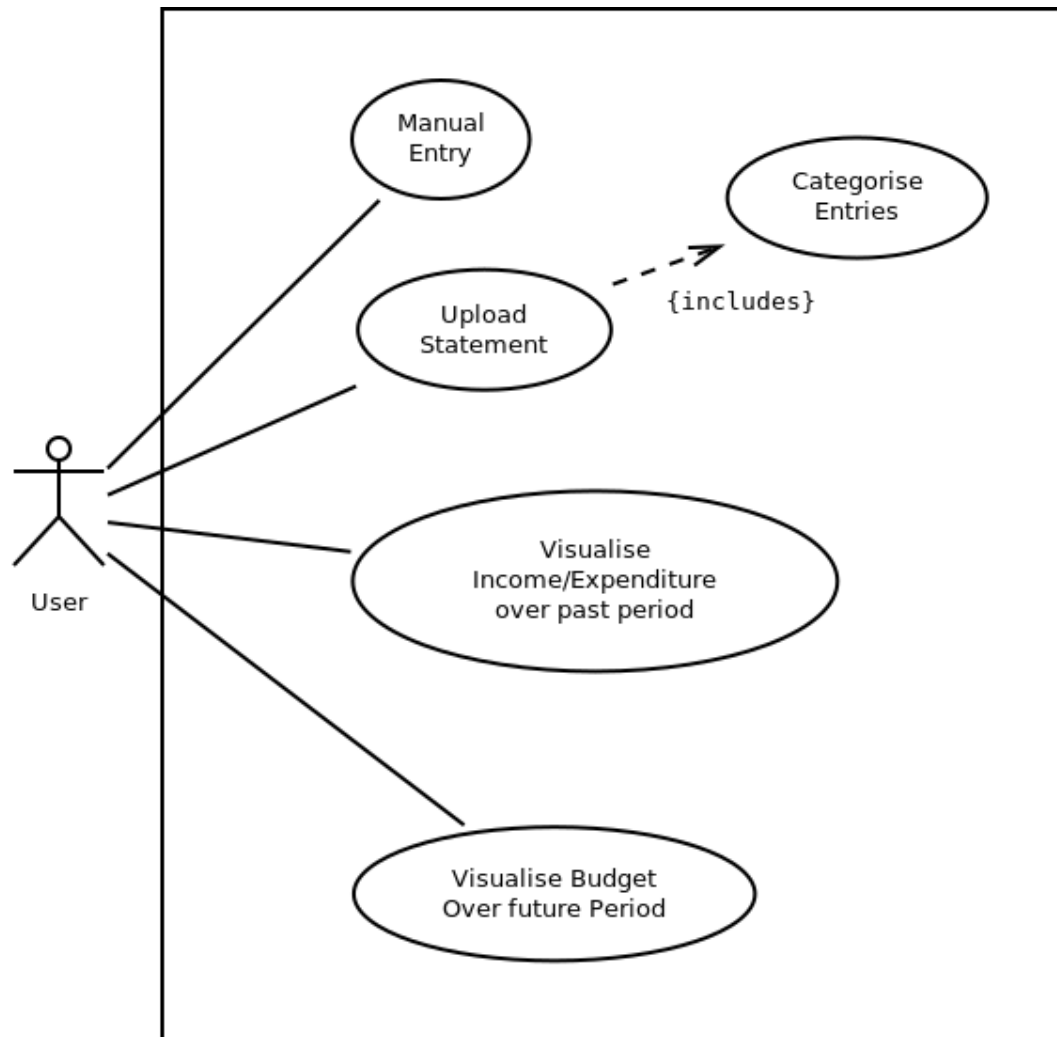 Manual
Entry
Categorise
Entries
{includes}
Upload
Statement
Visualise
Income/Expenditure
over past period
User
Visualise Budget
Over future Period